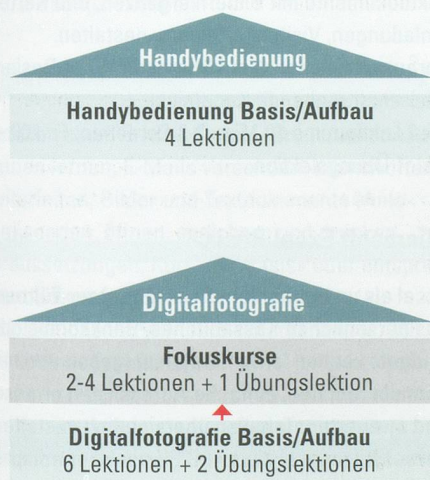 Handybedienung
Handybedienung Basis/Aufbau
4 Lektionen
Digitalfotografie
Fokuskurse
2-4 Lektionen + 1 Übungslektion
Digitalfotografie Basis/Aufbau
6 Lektionen + 2 Übungslektionen